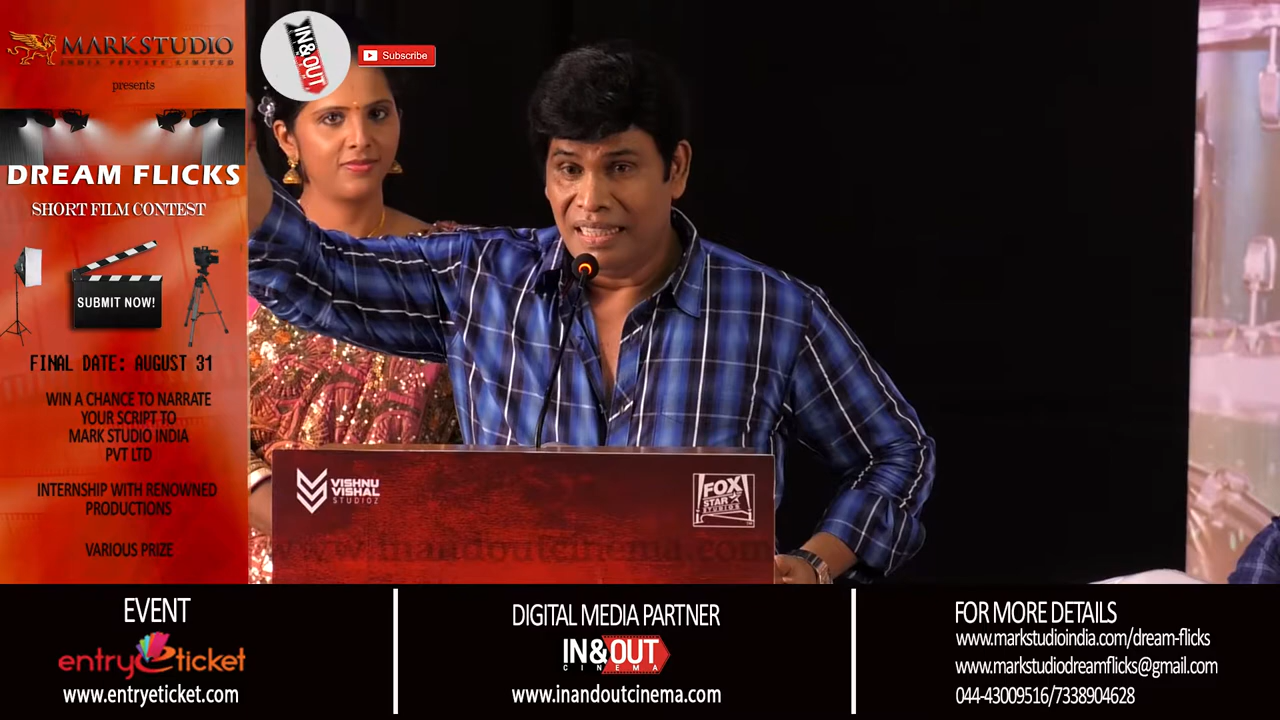 MARKSTUDIO
INDIA PRIVATE LIMITED
presents
DREAM FLICKS
SHORT FILM CONTEST
SUBMIT NOW!
FINAL DATE: AUGUST 31
WIN A CHANCE TO NARRATE
YOUR SCRIPT TO
MARK STUDIO INDIA
PVT LTD
INTERNSHIP WITH RENOWNED
PRODUCTIONS
VARIOUS PRIZE
IN&OUT
Subscribe
VISHNU
VISHAL
STUDIOZ
FOX
STAR
STUDIOS
www.inandoutcinema.com
EVENT
entryeticket
www.entryeticket.com
DIGITAL MEDIA PARTNER
IN&OUT
CINEMA
www.inandoutcinema.com
FOR MORE DETAILS
www.markstudioindia.com/dream-flicks
www.markstudiodreamflicks@gmail.com
044-43009516/7338904628